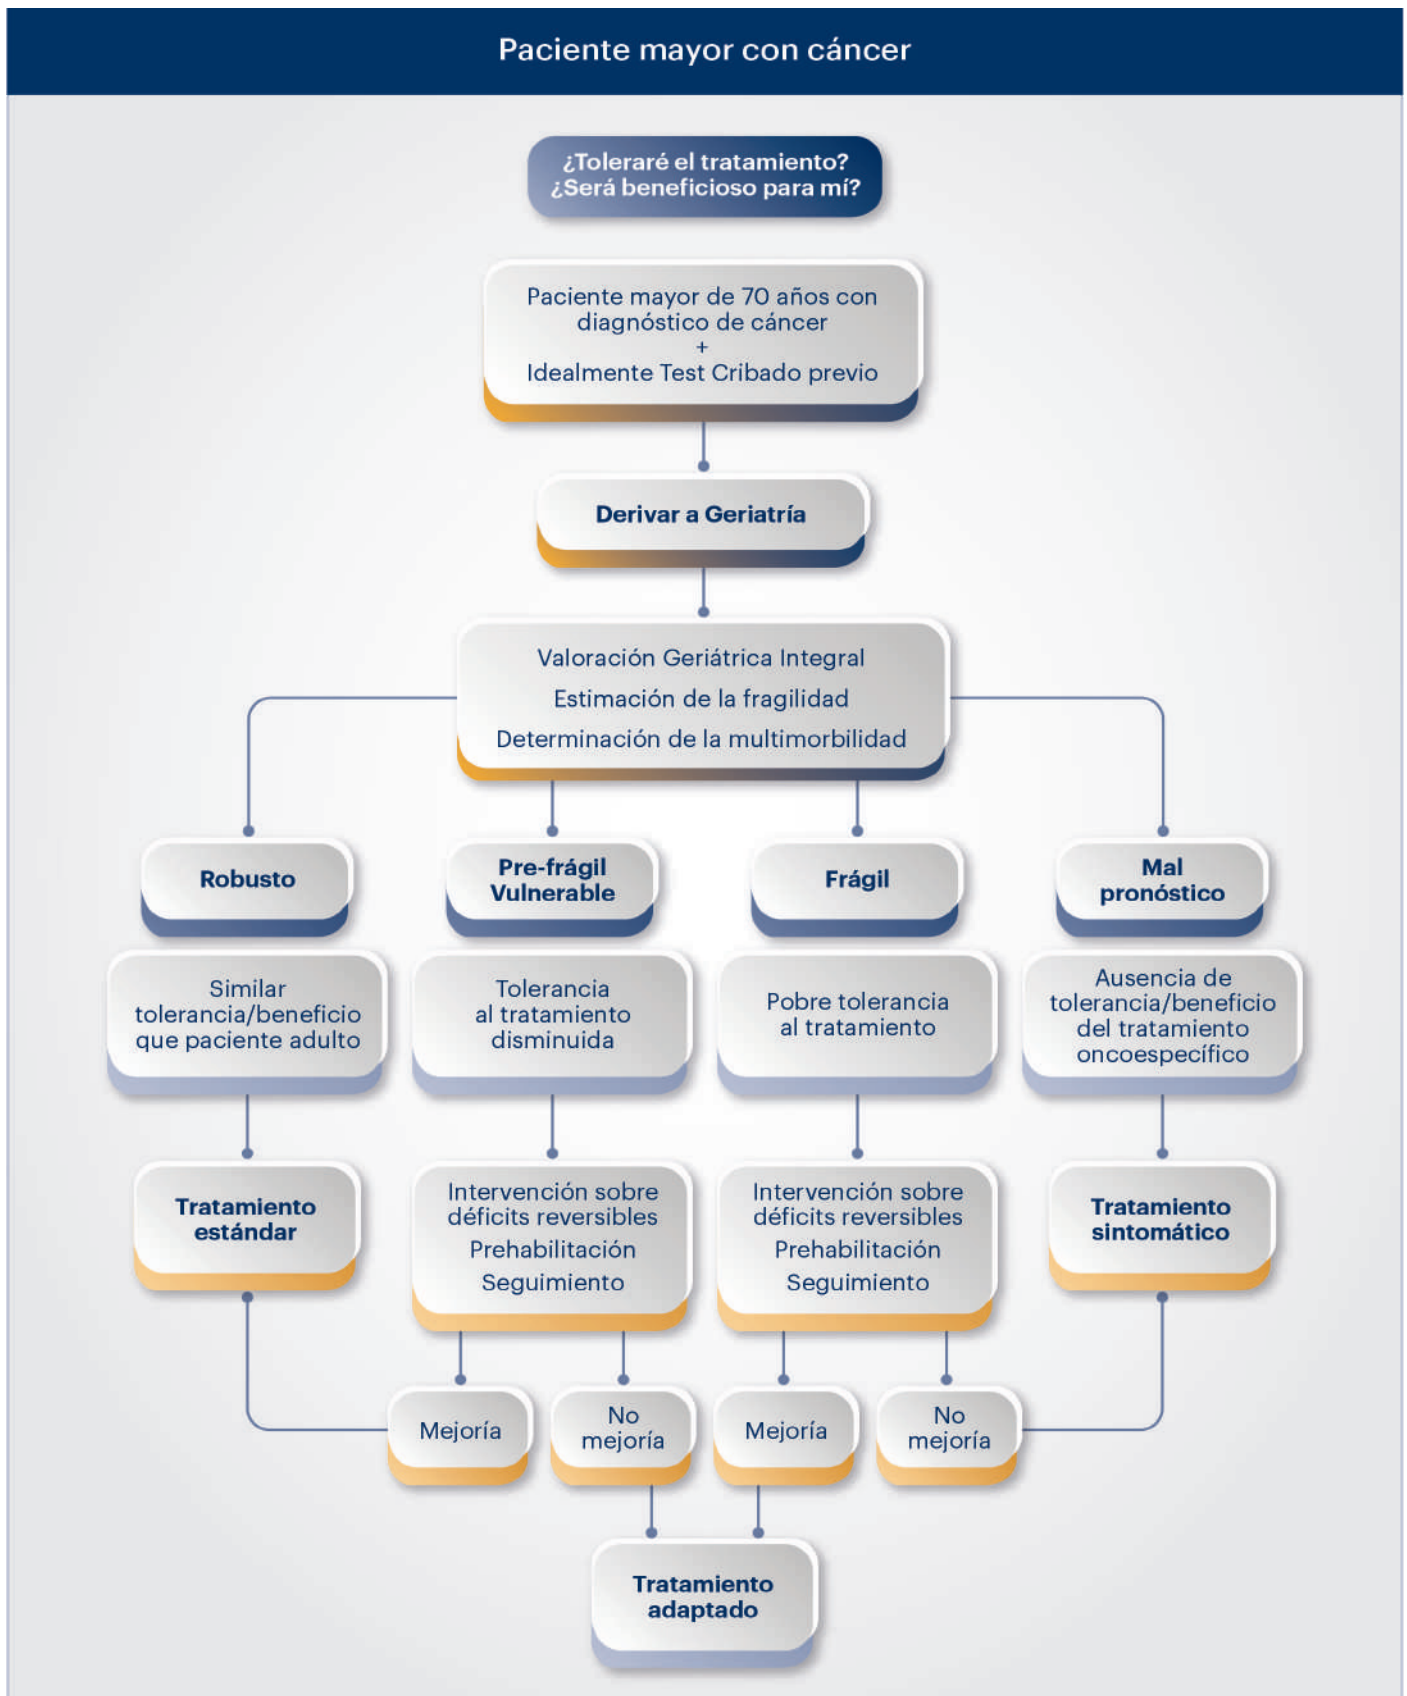 Paciente mayor con cáncer
¿Toleraré el tratamiento?
¿Será beneficioso para mí?
Paciente mayor de 70 años con
diagnóstico de cáncer
+
Idealmente Test Cribado previo
Derivar a Geriatría
Valoración Geriátrica Integral
Estimación de la fragilidad
Determinación de la multimorbilidad
Robusto
Pre-frágil
Vulnerable
Frágil
Mal
pronóstico
Similar
tolerancia/beneficio
que paciente adulto
Tolerancia
al tratamiento
disminuida
Pobre tolerancia
al tratamiento
Ausencia de
tolerancia/beneficio
del tratamiento
oncoespecífico
Tratamiento
estándar
Intervención sobre
déficits reversibles
Prehabilitación
Seguimiento
Intervención sobre
déficits reversibles
Prehabilitación
Seguimiento
Tratamiento
sintomático
Mejoría
No
mejoría
Mejoría
No
mejoría
Tratamiento
adaptado